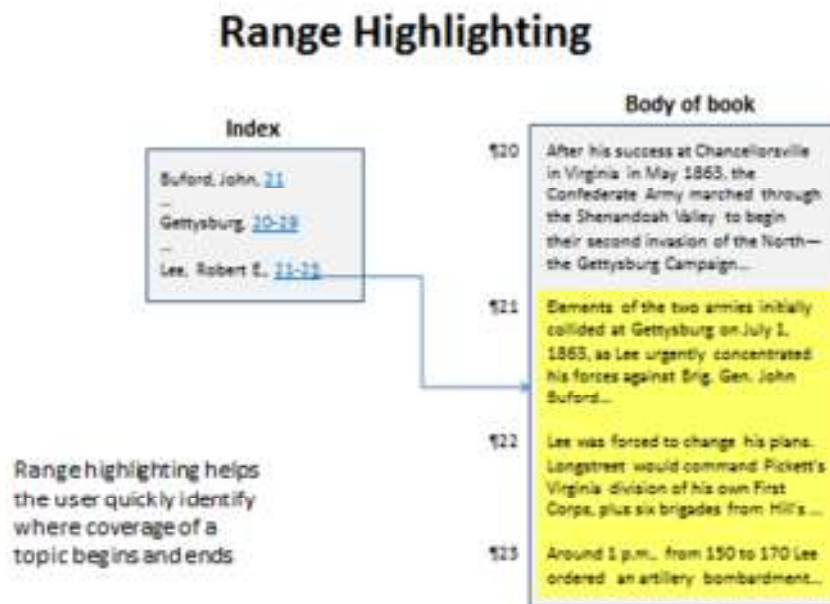 Range Highlighting
Index
Buford, John, 21
...
Gettysburg, 20-29
...
Lee, Robert E., 21-23
Range highlighting helps
the user quickly identify
where coverage of a
topic begins and ends
Body of book
¶20
After his success at Chancellorsville
in Virginia in May 1863, the
Confederate Army marched through
the Shenandoah Valley to begin
their second invasion of the North—
the Gettysburg Campaign...
¶21
Elements of the two armies initially
collided at Gettysburg on July 1,
1863, as Lee urgently concentrated
his forces against Brig. Gen. John
Buford...
¶22
Lee was forced to change his plans.
Longstreet would command Pickett's
Virginia division of his own First
Corps, plus six brigades from Hill's ...
¶23
Around 1 p.m., from 150 to 170 Lee
ordered an artillery bombardment...